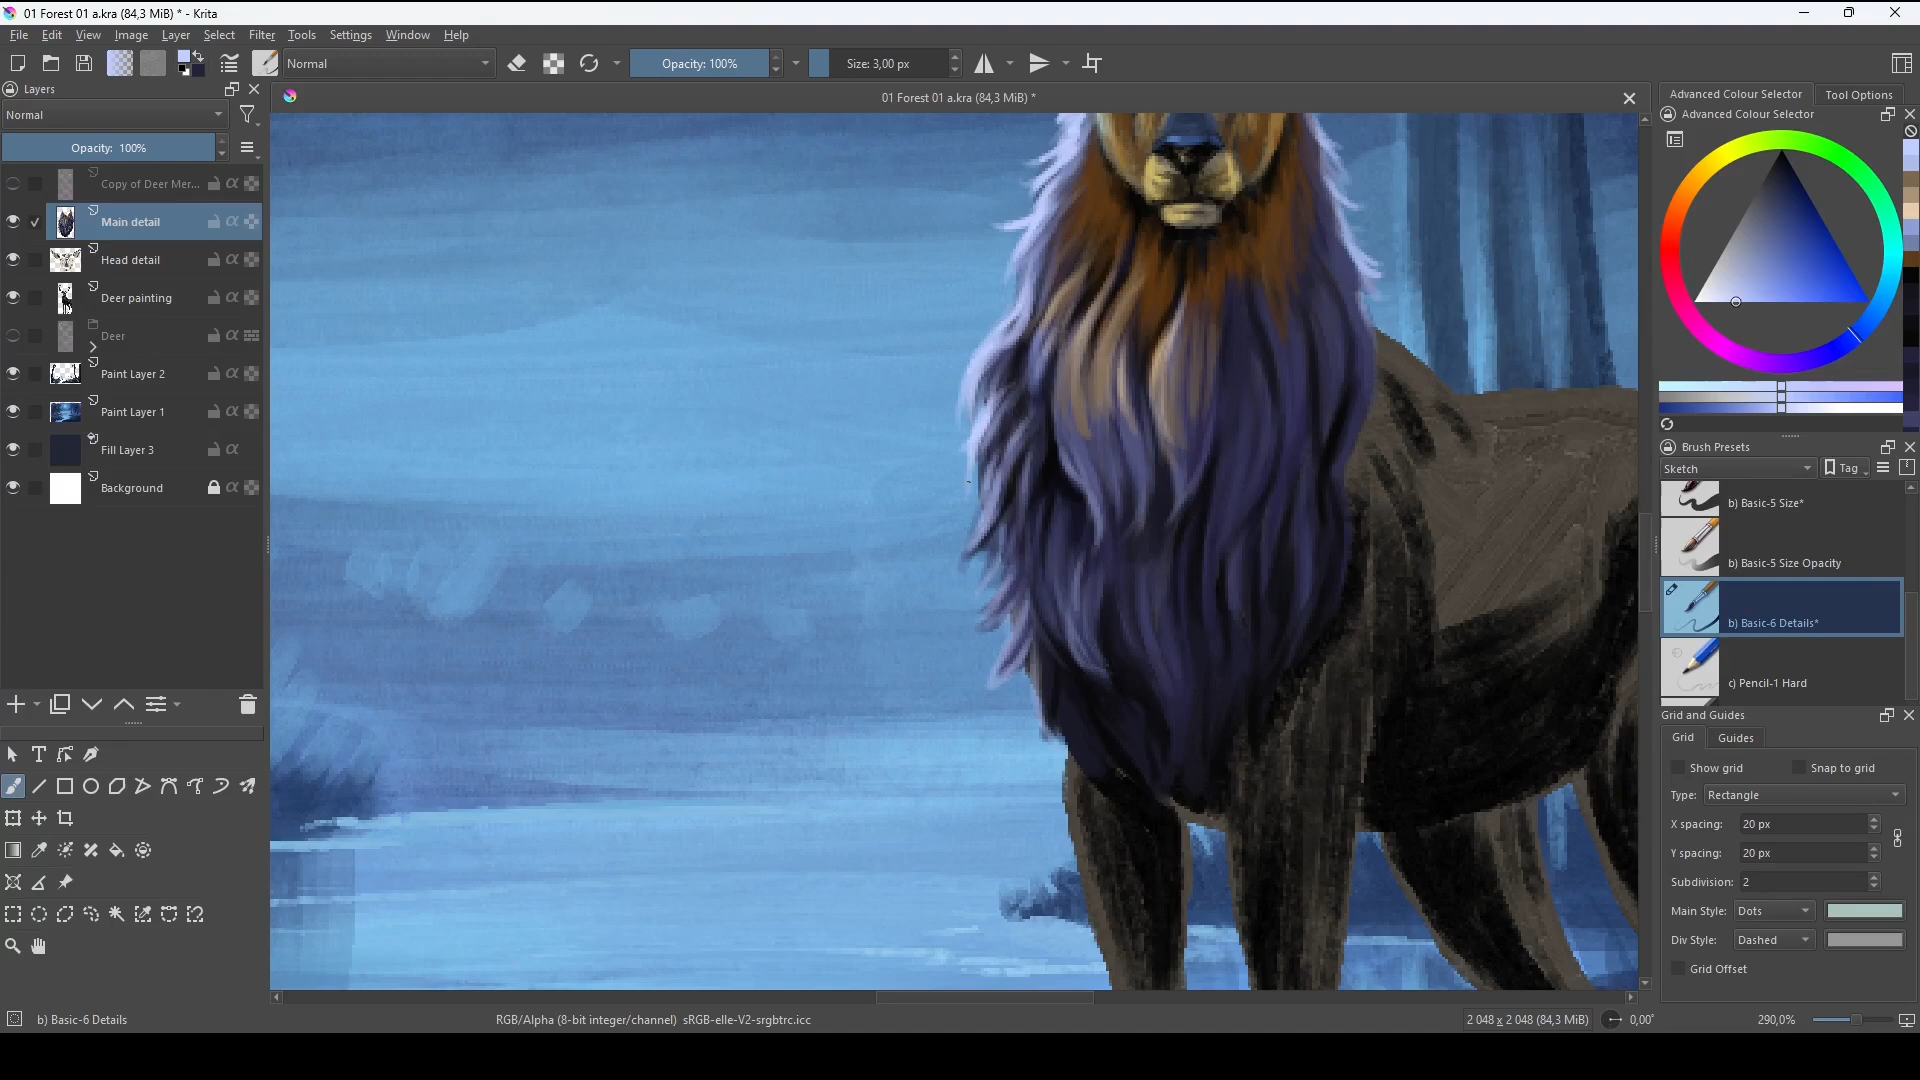 01 Forest 01 a.kra (84,3 MiB) * - Krita
File Edit View Image Layer Select Filter Tools Settings Window Help
Normal
Opacity: 100%
Size: 3,00 px
Layers
01 Forest 01 a.kra (84,3 MiB) *
Advanced Colour Selector
Tool Options
Normal
Advanced Colour Selector
Opacity: 100%
Copy of Deer Mer...
Main detail
Head detail
Deer painting
Deer
Paint Layer 2
Paint Layer 1
Fill Layer 3
Background
Brush Presets
Sketch
Tag
b) Basic-5 Size*
b) Basic-5 Size Opacity
b) Basic-6 Details*
c) Pencil-1 Hard
Grid and Guides
Grid
Guides
Show grid
Snap to grid
Type: Rectangle
X spacing: 20 px
Y spacing: 20 px
Subdivision: 2
Main Style: Dots
Div Style: Dashed
Grid Offset
b) Basic-6 Details
RGB/Alpha (8-bit integer/channel) sRGB-elle-V2-srgbtrc.icc
2 048 x 2 048 (84,3 MiB)
0,00°
290,0%